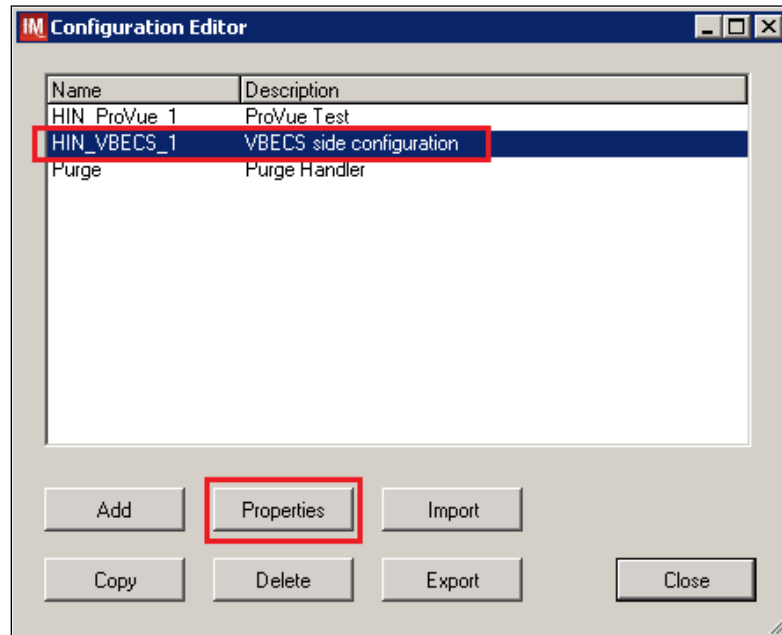 IM Configuration Editor
Name Description
HIN_ProVue_1 ProVue Test
HIN_VBECS_1 VBECS side configuration
Purge Purge Handler
Add Properties Import
Copy Delete Export Close